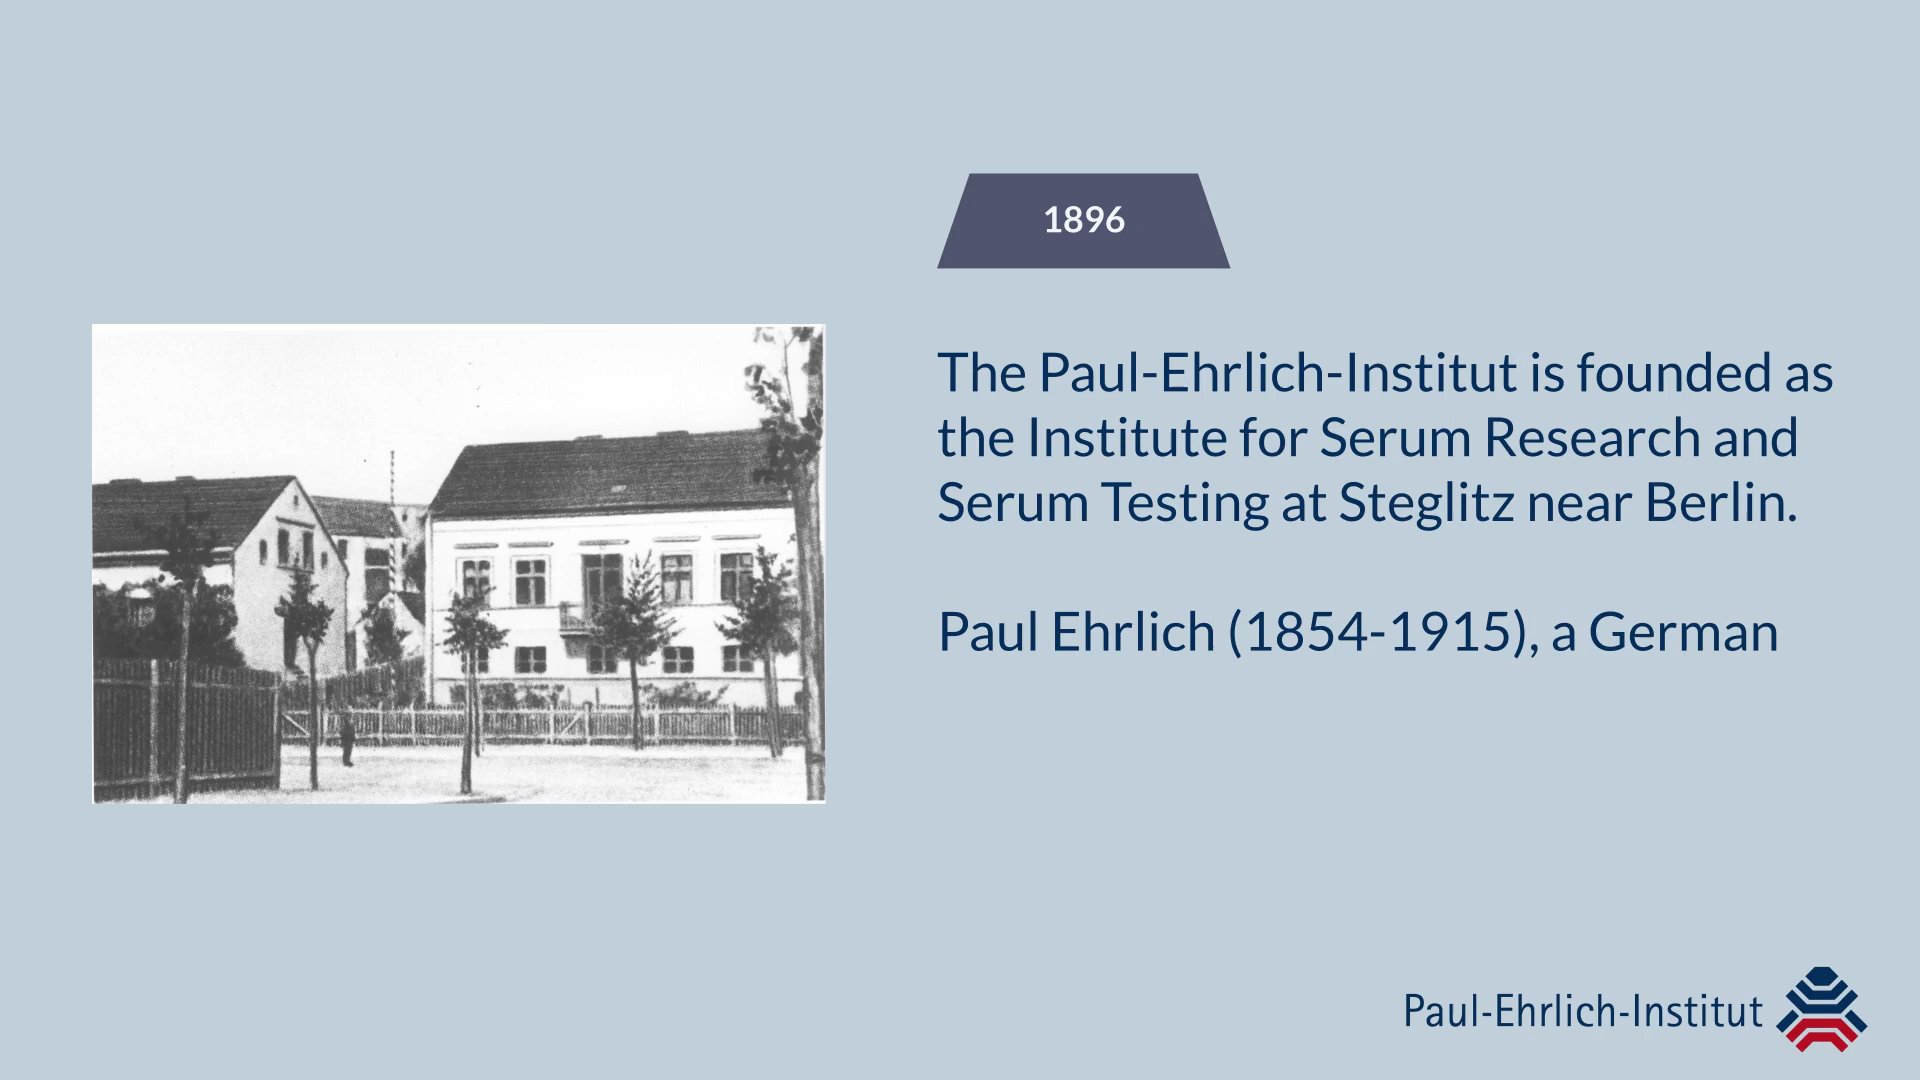 1896
The Paul-Ehrlich-Institut is founded as
the Institute for Serum Research and
Serum Testing at Steglitz near Berlin.
Paul Ehrlich (1854-1915), a German
Paul-Ehrlich-Institut